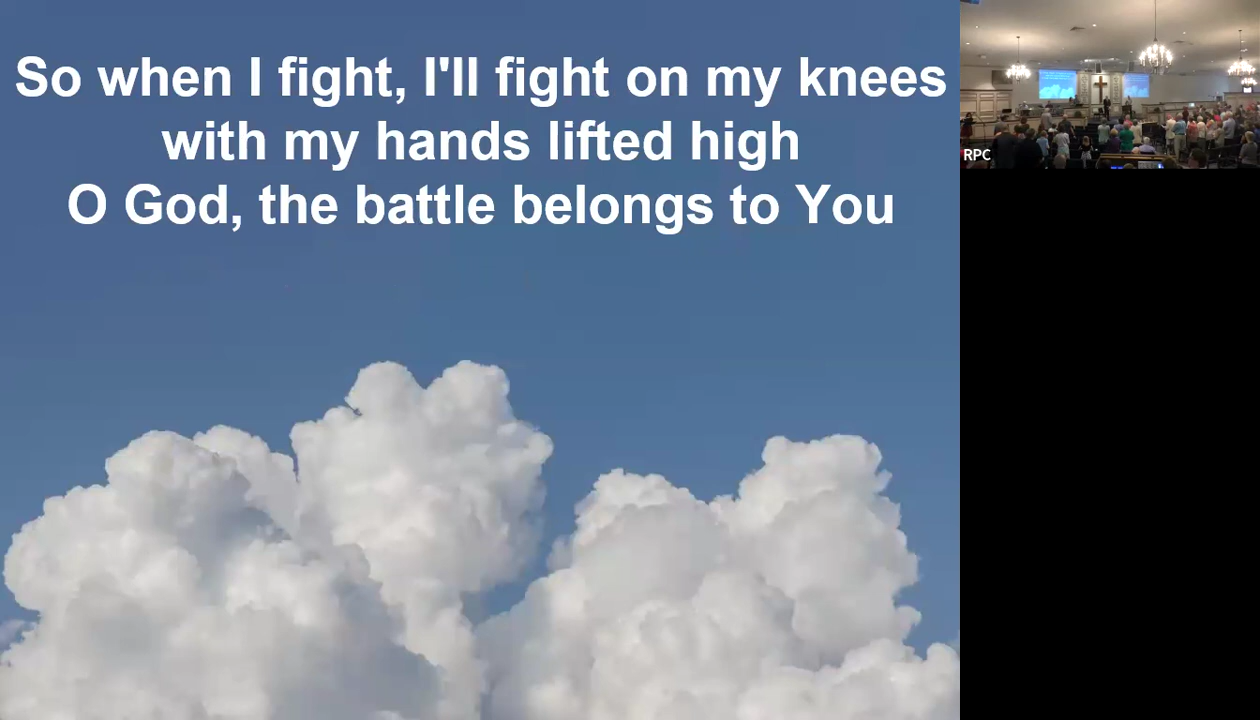 So when I fight, I'll fight on my knees
with my hands lifted high
O God, the battle belongs to You
RPC